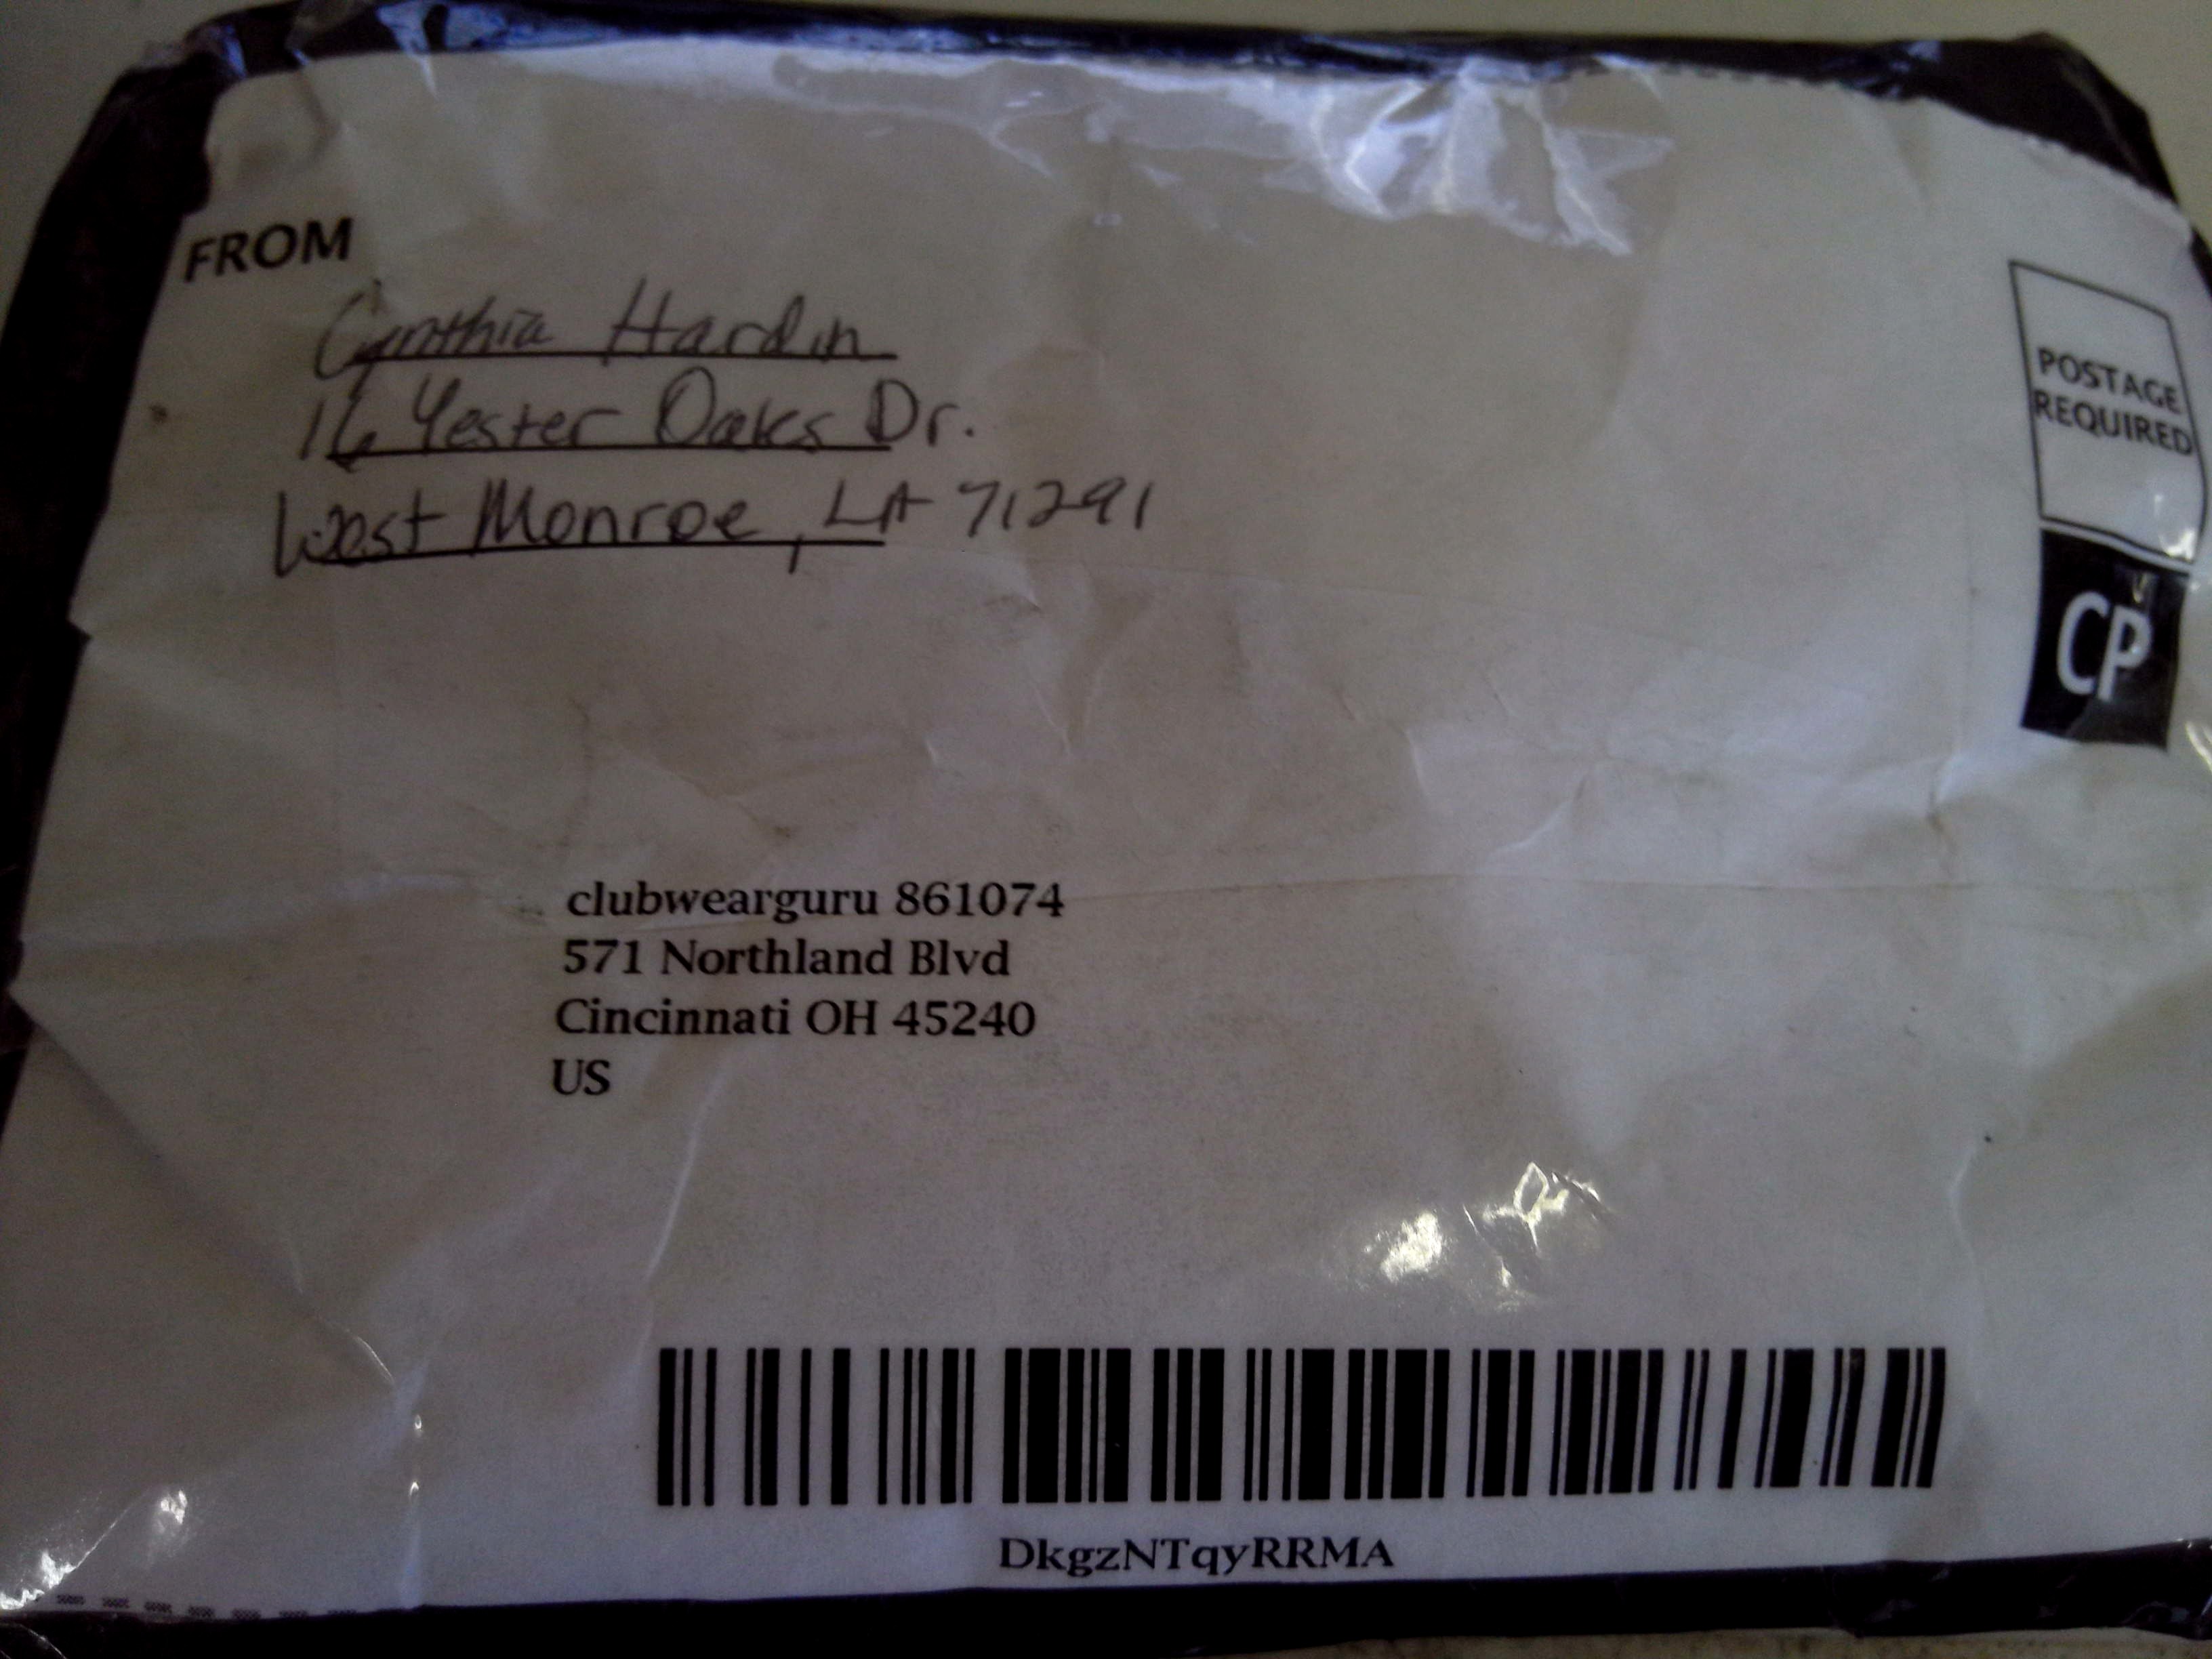 FROM
Cynthia Hardin
16 Yester Oaks Dr.
West Monroe, LA 71291
POSTAGE
REQUIRED
CP
clubwearguru 861074
571 Northland Blvd
Cincinnati OH 45240
US
DkgzNTqyRRMA